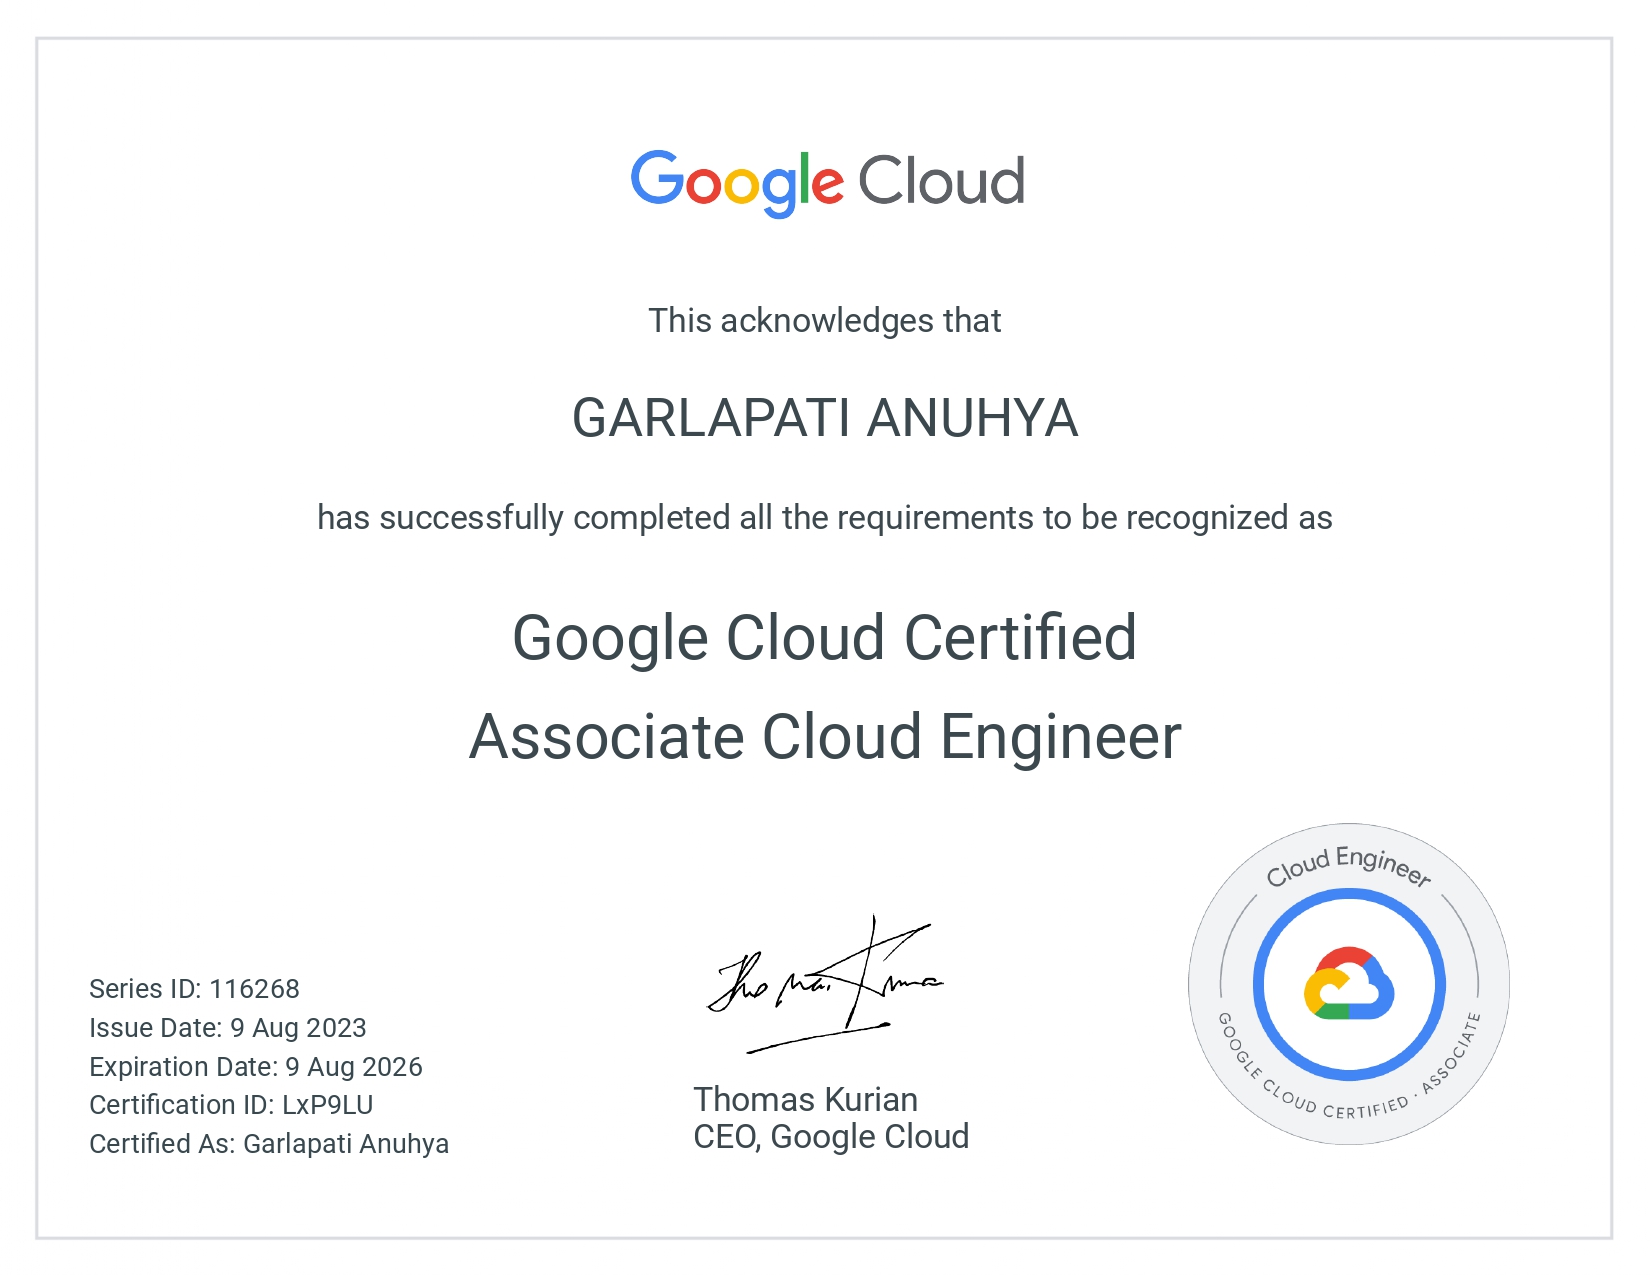 Google Cloud
This acknowledges that
GARLAPATI ANUHYA
has successfully completed all the requirements to be recognized as
Google Cloud Certified
Associate Cloud Engineer
Series ID: 116268
Issue Date: 9 Aug 2023
Expiration Date: 9 Aug 2026
Certification ID: LxP9LU
Certified As: Garlapati Anuhya
Thomas Kurian
CEO, Google Cloud
Cloud Engineer
GOOGLE CLOUD CERTIFIED · ASSOCIATE